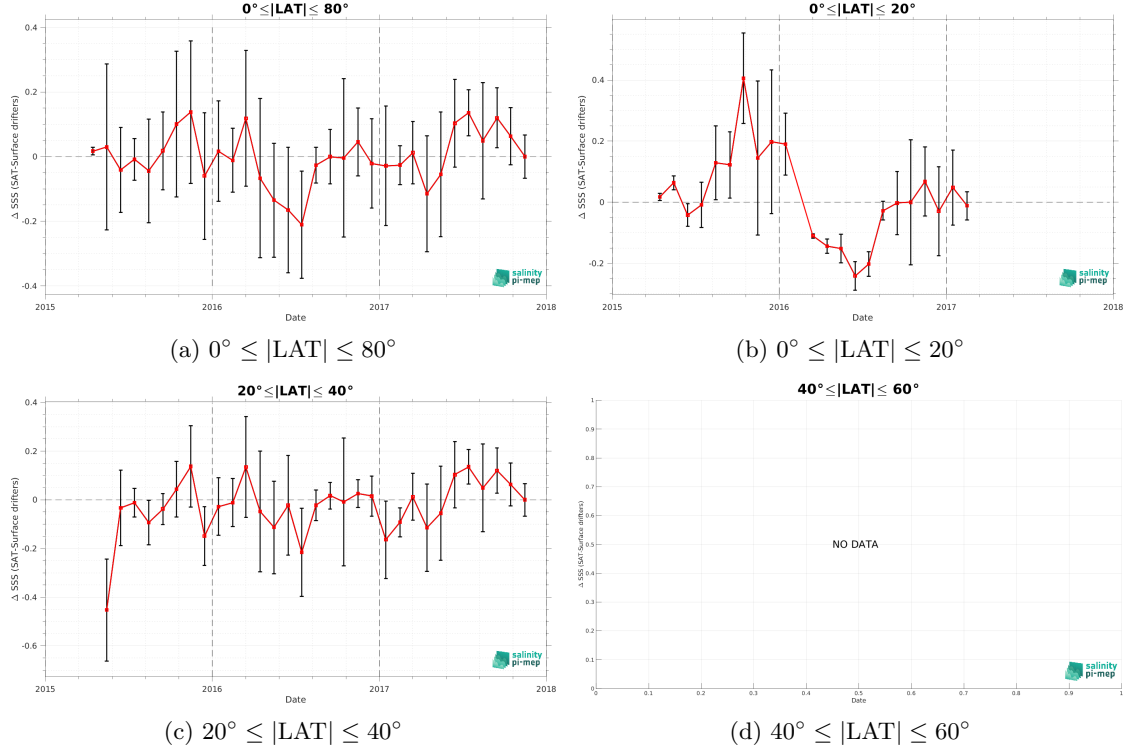 0°≤|LAT|≤ 80°
Δ SSS (SAT-Surface drifters)
0.4
0.2
0
-0.2
-0.4
2015
2016
2017
2018
Date
salinity
pi-mep
(a) 0° ≤ |LAT| ≤ 80°
0°≤|LAT|≤ 20°
Δ SSS (SAT-Surface drifters)
0.4
0.2
0
-0.2
2015
2016
2017
2018
Date
salinity
pi-mep
(b) 0° ≤ |LAT| ≤ 20°
20°≤|LAT|≤ 40°
Δ SSS (SAT-Surface drifters)
0.4
0.2
0
-0.2
-0.4
-0.6
2015
2016
2017
2018
Date
salinity
pi-mep
(c) 20° ≤ |LAT| ≤ 40°
40°≤|LAT|≤ 60°
Δ SSS (SAT-Surface drifters)
1
0.9
0.8
0.7
0.6
0.5
0.4
0.3
0.2
0.1
0
NO DATA
0
0.1
0.2
0.3
0.4
0.5
0.6
0.7
0.8
0.9
1
Date
salinity
pi-mep
(d) 40° ≤ |LAT| ≤ 60°